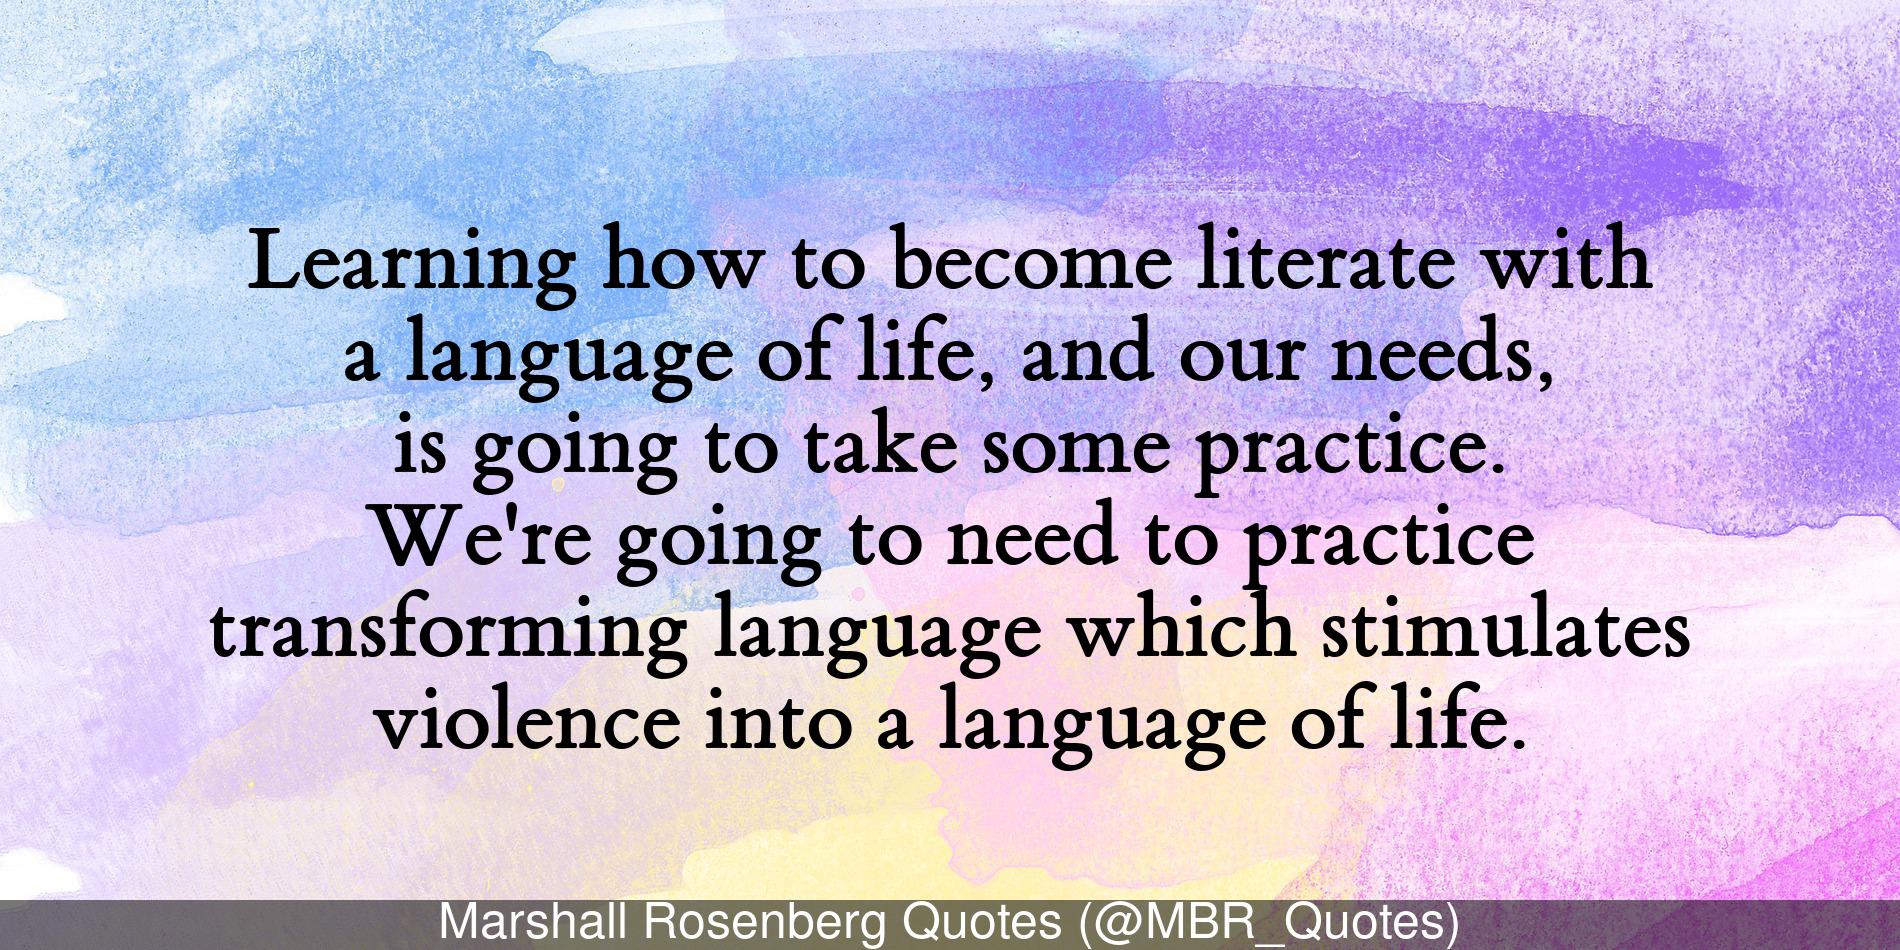 Learning how to become literate with
a language of life, and our needs,
is going to take some practice.
We're going to need to practice
transforming language which stimulates
violence into a language of life.
Marshall Rosenberg Quotes (@MBR_Quotes)